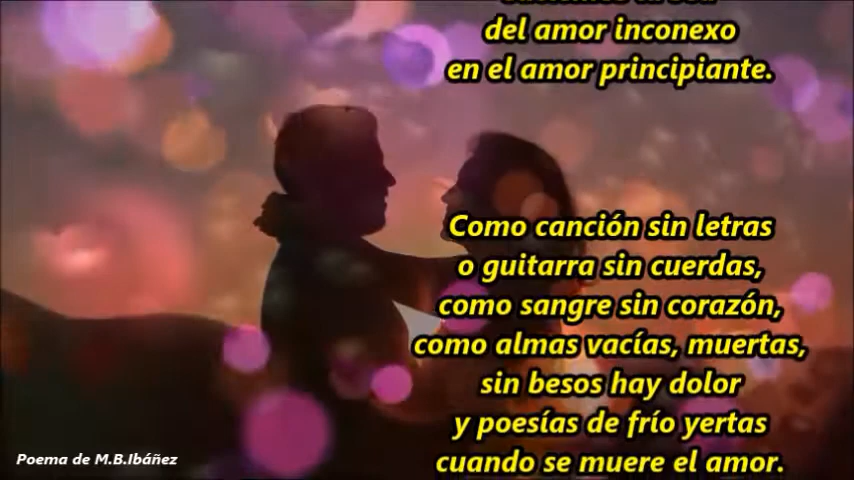 del amor inconexo
en el amor principiante.
Como canción sin letras
o guitarra sin cuerdas,
como sangre sin corazón,
como almas vacías, muertas,
sin besos hay dolor
y poesías de frío yertas
cuando se muere el amor.
Poema de M.B.Ibáñez